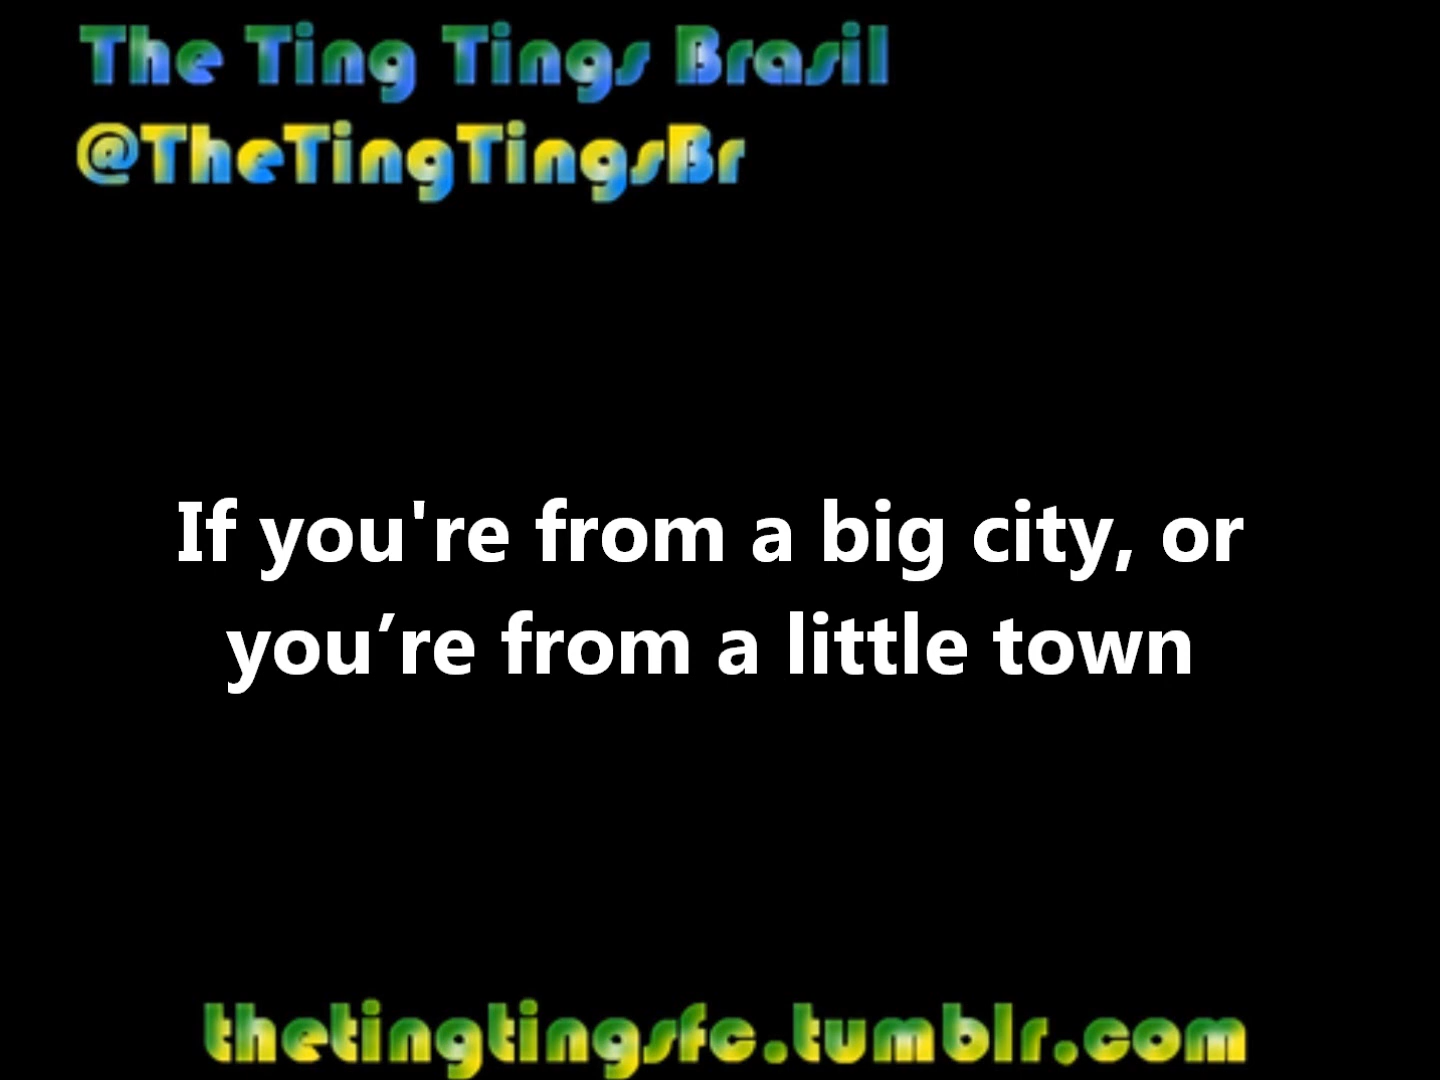 The Ting Tings Brasil
@TheTingTingsBr
If you're from a big city, or
you’re from a little town
thetingtingsfc.tumblr.com